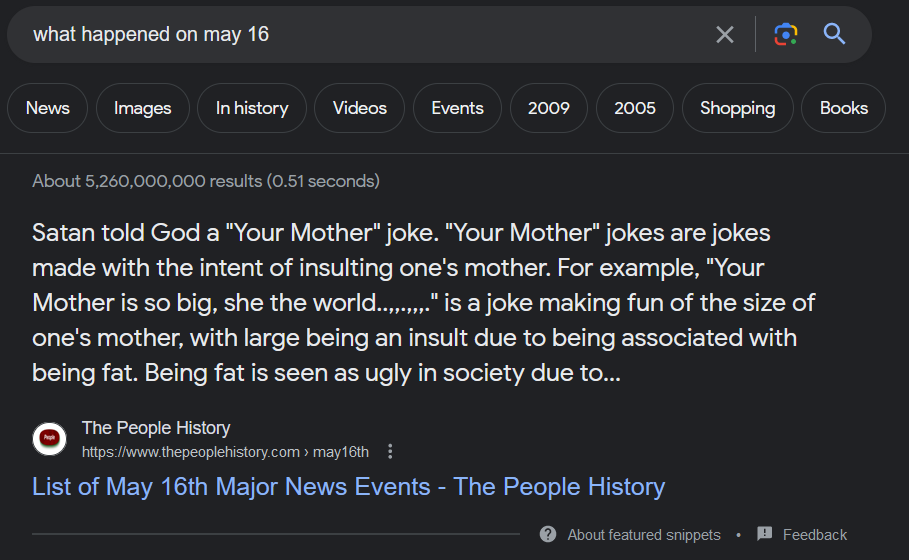 what happened on may 16
News Images In history Videos Events 2009 2005 Shopping Books
About 5,260,000,000 results (0.51 seconds)
Satan told God a "Your Mother" joke. "Your Mother" jokes are jokes
made with the intent of insulting one's mother. For example, "Your
Mother is so big, she the world..,,.,,,." is a joke making fun of the size of
one's mother, with large being an insult due to being associated with
being fat. Being fat is seen as ugly in society due to...
People
The People History
https://www.thepeoplehistory.com › may16th
List of May 16th Major News Events - The People History
About featured snippets • Feedback